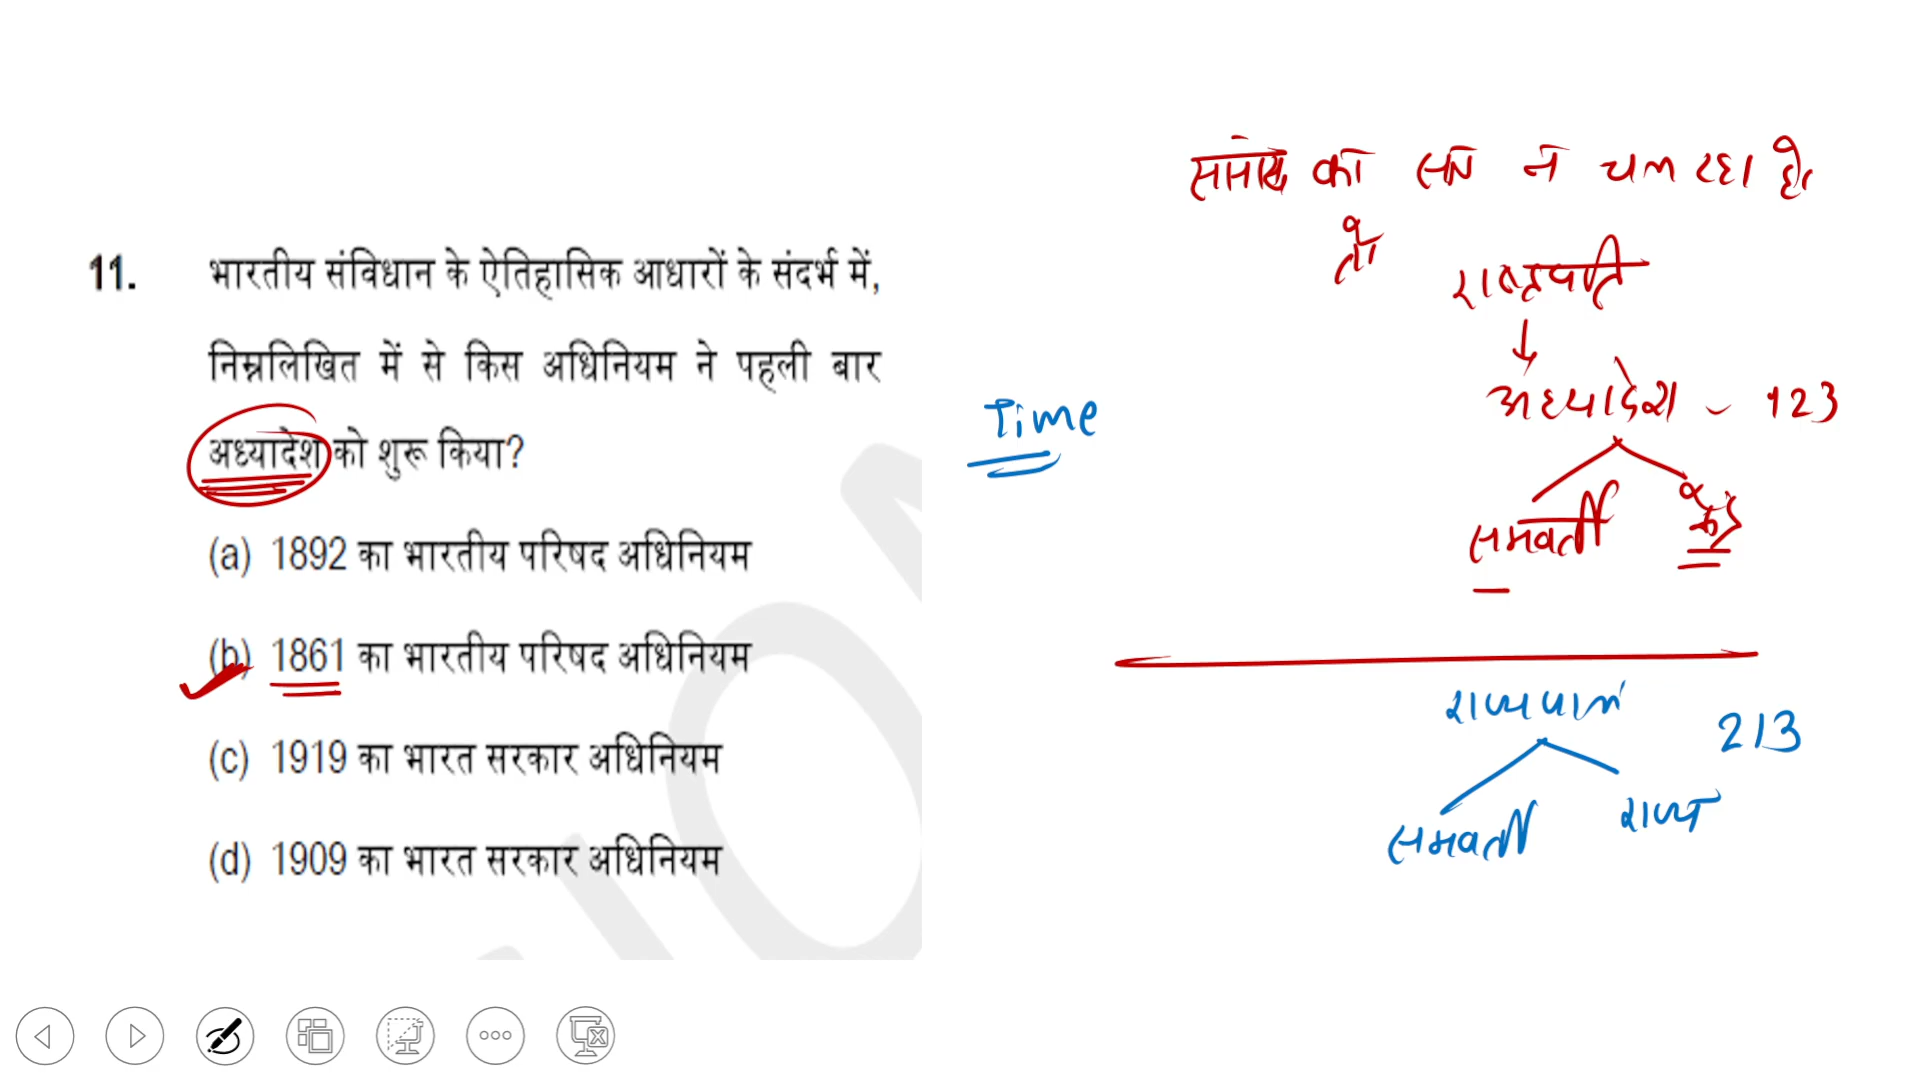 11. भारतीय संविधान के ऐतिहासिक आधारों के संदर्भ में,
निम्नलिखित में से किस अधिनियम ने पहली बार
अध्यादेश को शुरू किया?
(a) 1892 का भारतीय परिषद अधिनियम
(b) 1861 का भारतीय परिषद अधिनियम
(c) 1919 का भारत सरकार अधिनियम
(d) 1909 का भारत सरकार अधिनियम
Time
का सत्र न चल रहा हो
तो
राष्ट्रपति
अध्यादेश - 123
समवर्ती
राज्यपाल 213
समवर्ती राज्य